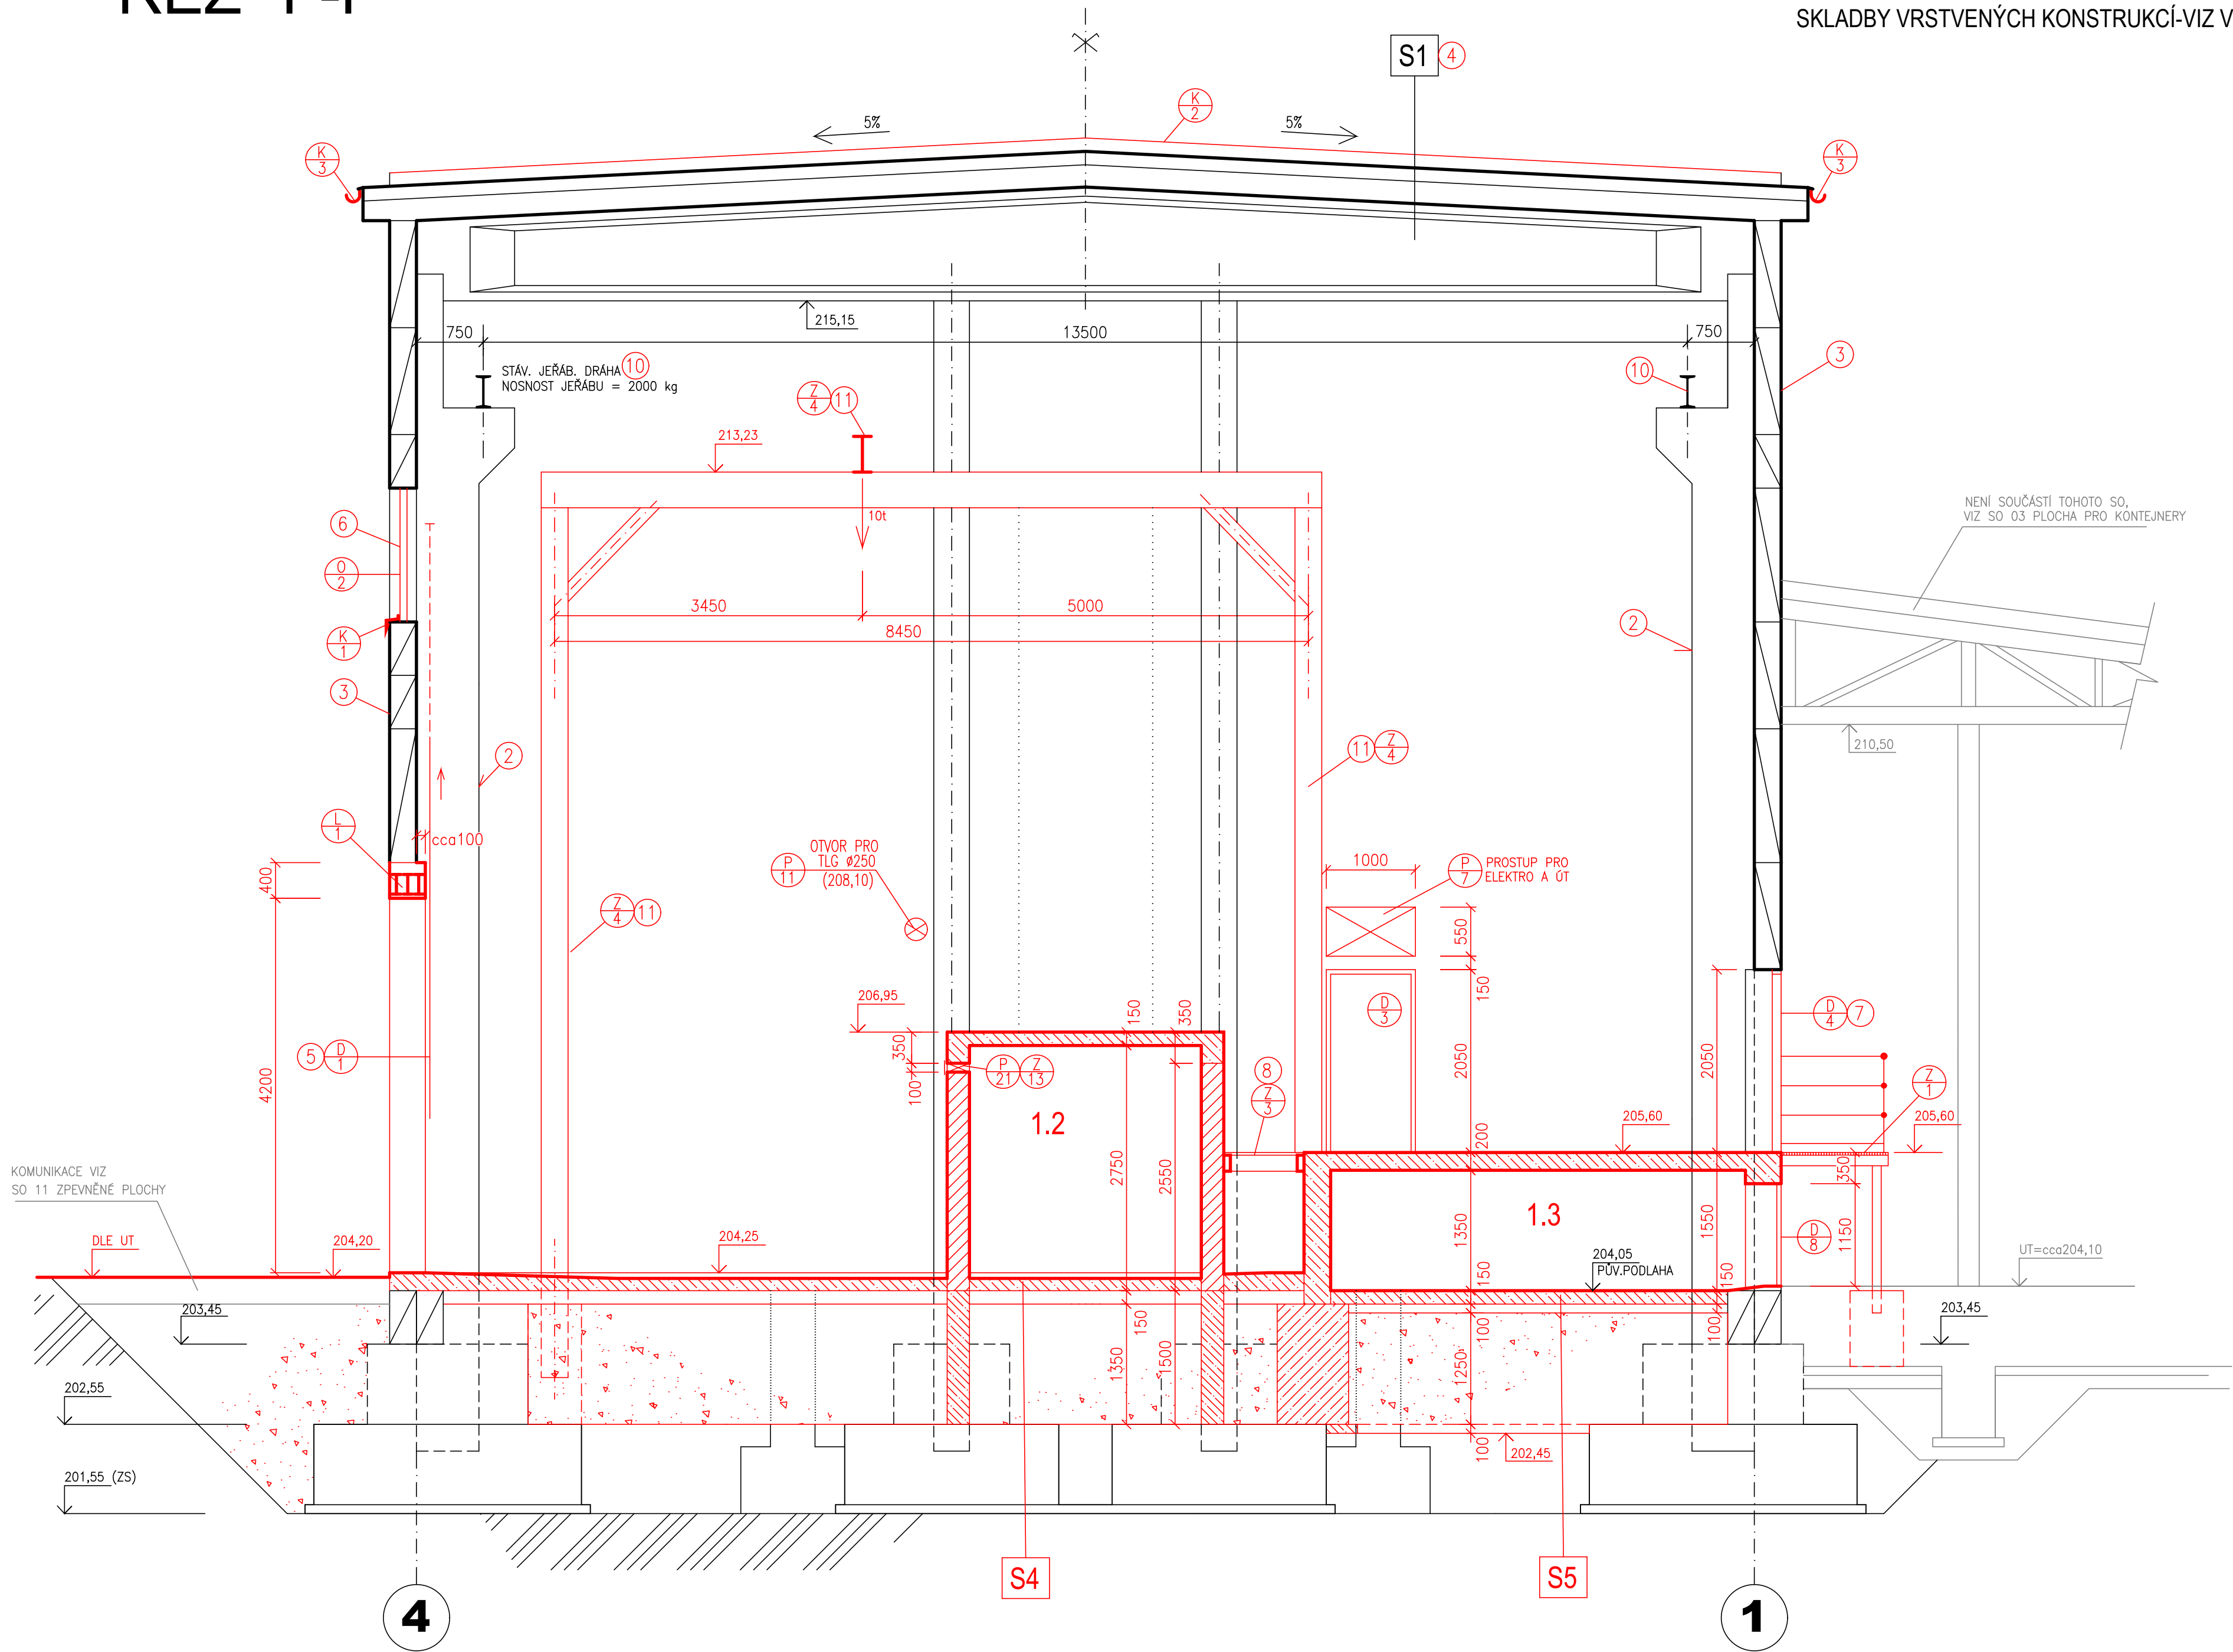 SKLADBY VRSTVENÝCH KONSTRUKCÍ-VIZ V
S1 4
K 2
5%
5%
K 3
K 3
215,15
750
13500
750
STÁV. JEŘÁB. DRÁHA 10
NOSNOST JEŘÁBU = 2000 kg
10
3
Z 4 11
213,23
10t
6
O 2
K 1
3
3450
5000
8450
2
NENÍ SOUČÁSTÍ TOHOTO SO,
VIZ SO 03 PLOCHA PRO KONTEJNERY
210,50
2
11 Z 4
L 1
cca100
400
4200
OTVOR PRO
TLG ø250
(208,10)
P 11
Z 4 11
1000
P 7
PROSTUP PRO
ELEKTRO A ÚT
550
150
2050
200
D 3
206,95
350
100
150
350
P 21
Z 13
8
Z 3
5 D 1
1.2
2750
2550
2050
D 4 7
Z 1
205,60
205,60
350
1150
KOMUNIKACE VIZ
SO 11 ZPEVNĚNÉ PLOCHY
DLE UT
204,20
204,25
1.3
1350
1550
204,05
PŮV.PODLAHA
D 8
UT=cca204,10
150
150
203,45
203,45
150
100
100
1350
1500
1250
202,55
100
202,45
201,55 (ZS)
S4
S5
4
1